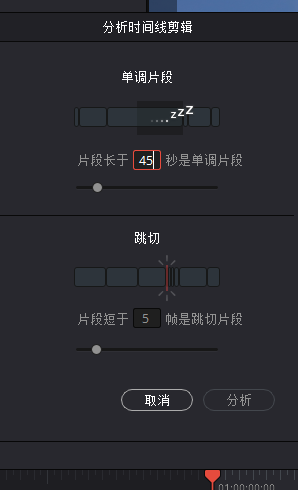 分析时间线剪辑
单调片段
zzZ
片段长于 45 秒是单调片段
跳切
片段短于 5 帧是跳切片段
取消 分析
01:00:00:00